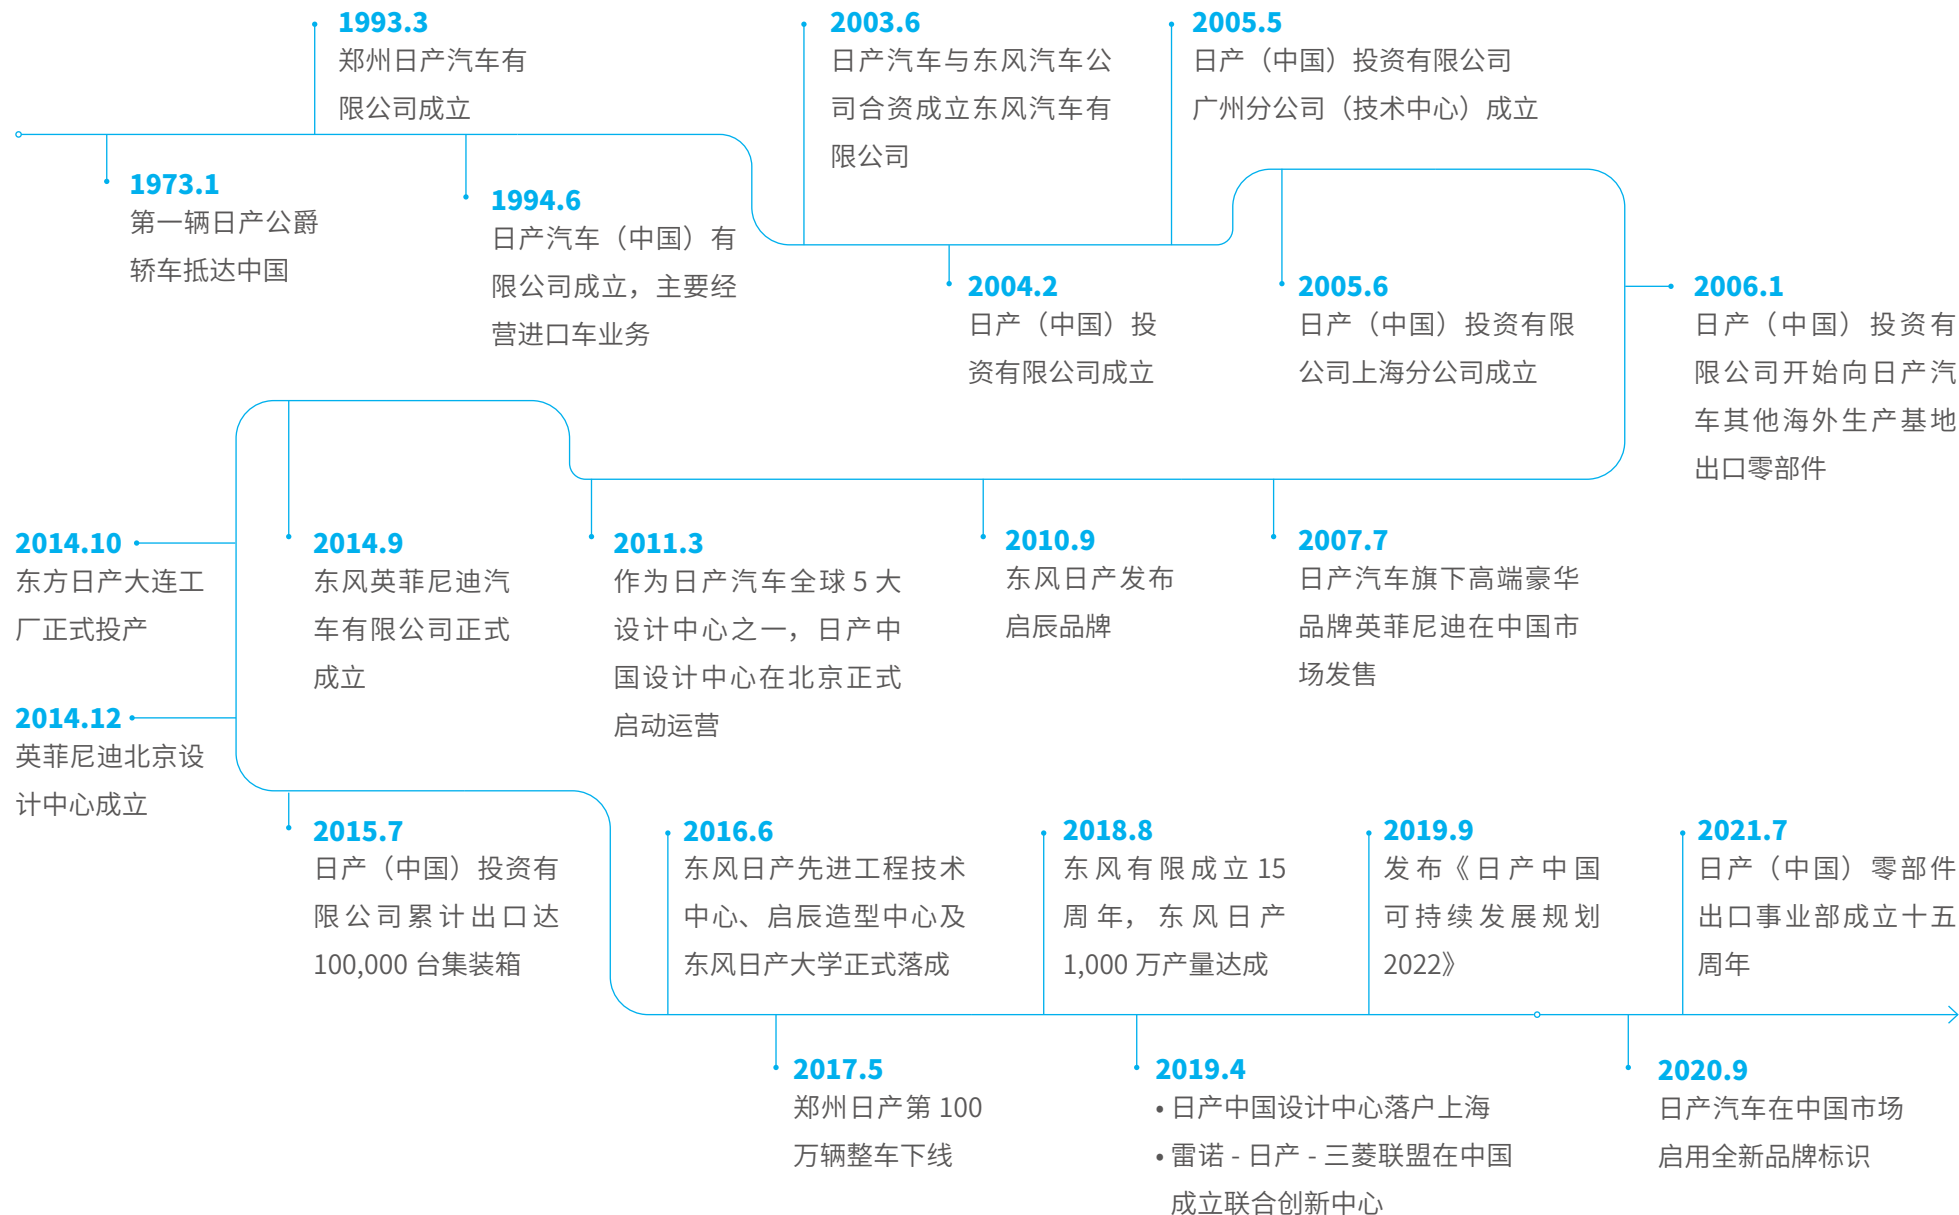 1993.3
郑州日产汽车有
限公司成立
2003.6
日产汽车与东风汽车公
司合资成立东风汽车有
限公司
2005.5
日产（中国）投资有限公司
广州分公司（技术中心）成立
1973.1
第一辆日产公爵
轿车抵达中国
1994.6
日产汽车（中国）有
限公司成立，主要经
营进口车业务
2004.2
日产（中国）投
资有限公司成立
2005.6
日产（中国）投资有限
公司上海分公司成立
2006.1
日产（中国）投资有
限公司开始向日产汽
车其他海外生产基地
出口零部件
2014.10
东方日产大连工
厂正式投产
2014.9
东风英菲尼迪汽
车有限公司正式
成立
2011.3
作为日产汽车全球 5 大
设计中心之一，日产中
国设计中心在北京正式
启动运营
2010.9
东风日产发布
启辰品牌
2007.7
日产汽车旗下高端豪华
品牌英菲尼迪在中国市
场发售
2014.12
英菲尼迪北京设
计中心成立
2015.7
日产（中国）投资有
限公司累计出口达
100,000 台集装箱
2016.6
东风日产先进工程技术
中心、启辰造型中心及
东风日产大学正式落成
2018.8
东风有限成立 15
周年，东风日产
1,000 万产量达成
2019.9
发布《日产中国
可持续发展规划
2022》
2021.7
日产（中国）零部件
出口事业部成立十五
周年
2017.5
郑州日产第 100
万辆整车下线
2019.4
• 日产中国设计中心落户上海
• 雷诺 - 日产 - 三菱联盟在中国
成立联合创新中心
2020.9
日产汽车在中国市场
启用全新品牌标识